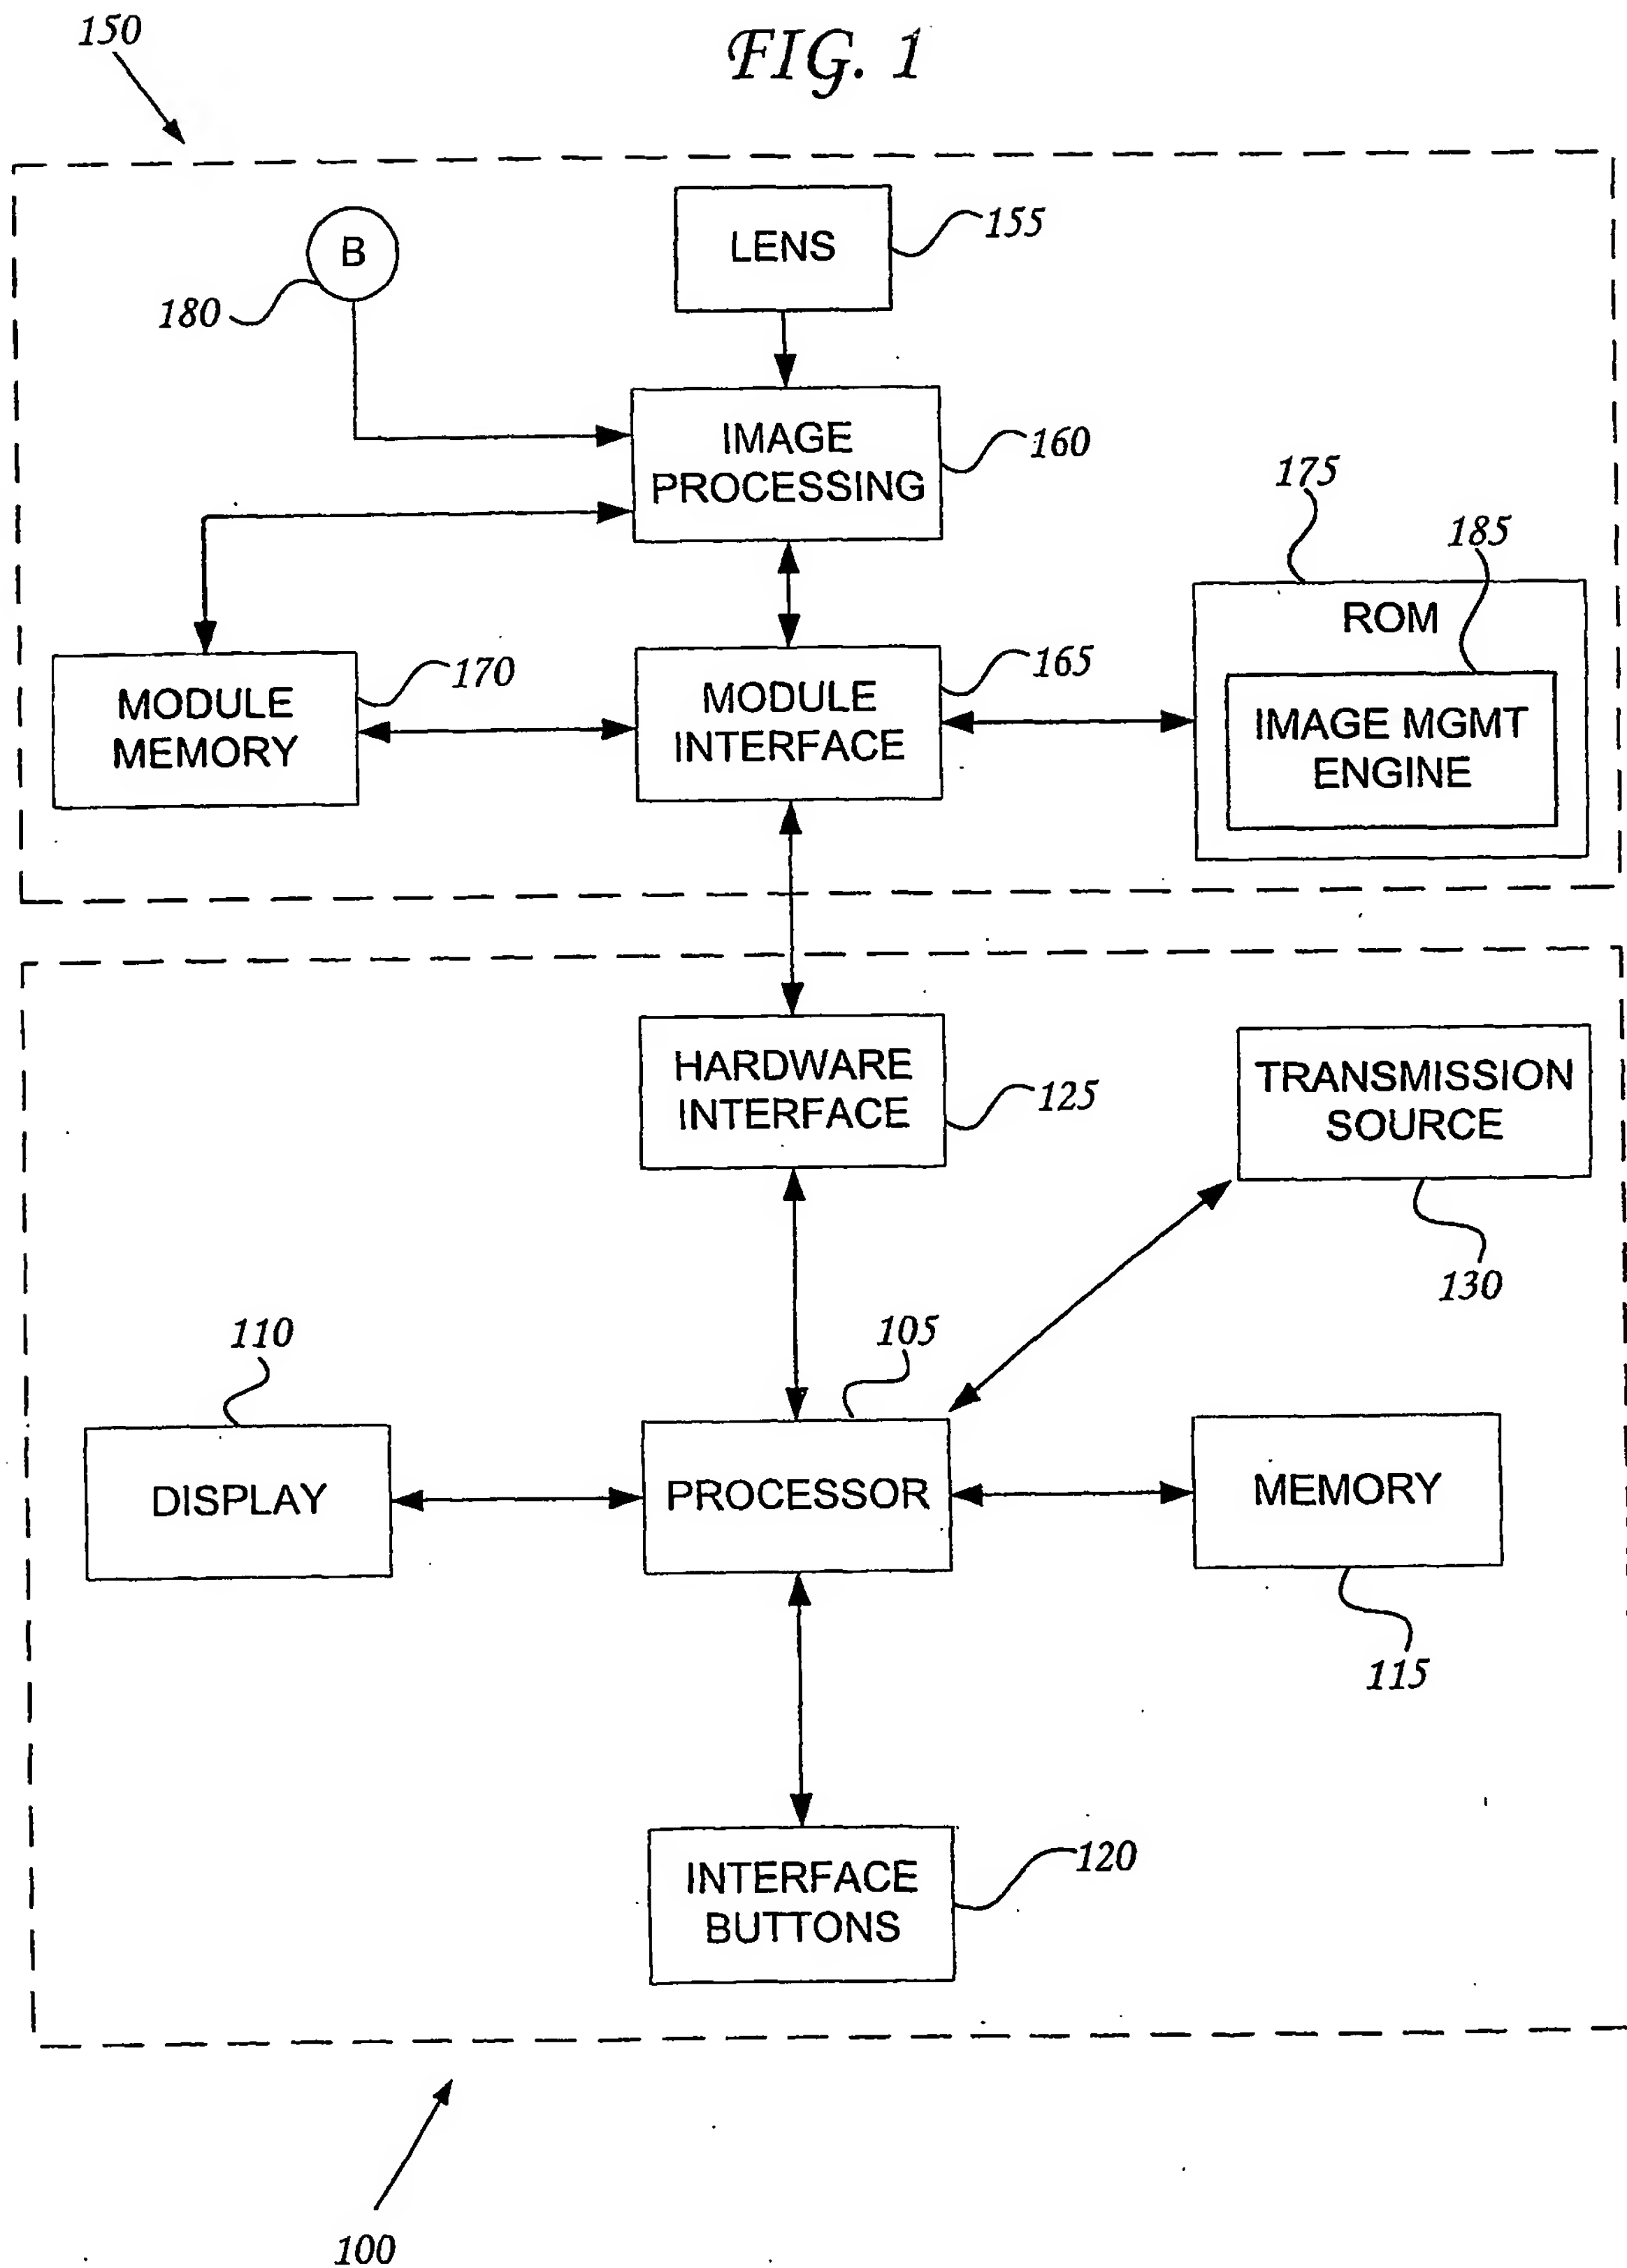 150
FIG. 1
B
180
LENS
155
IMAGE
PROCESSING
160
175
185
ROM
IMAGE MGMT
ENGINE
MODULE
MEMORY
170
MODULE
INTERFACE
165
HARDWARE
INTERFACE
125
TRANSMISSION
SOURCE
130
110
105
DISPLAY
PROCESSOR
MEMORY
115
INTERFACE
BUTTONS
120
100